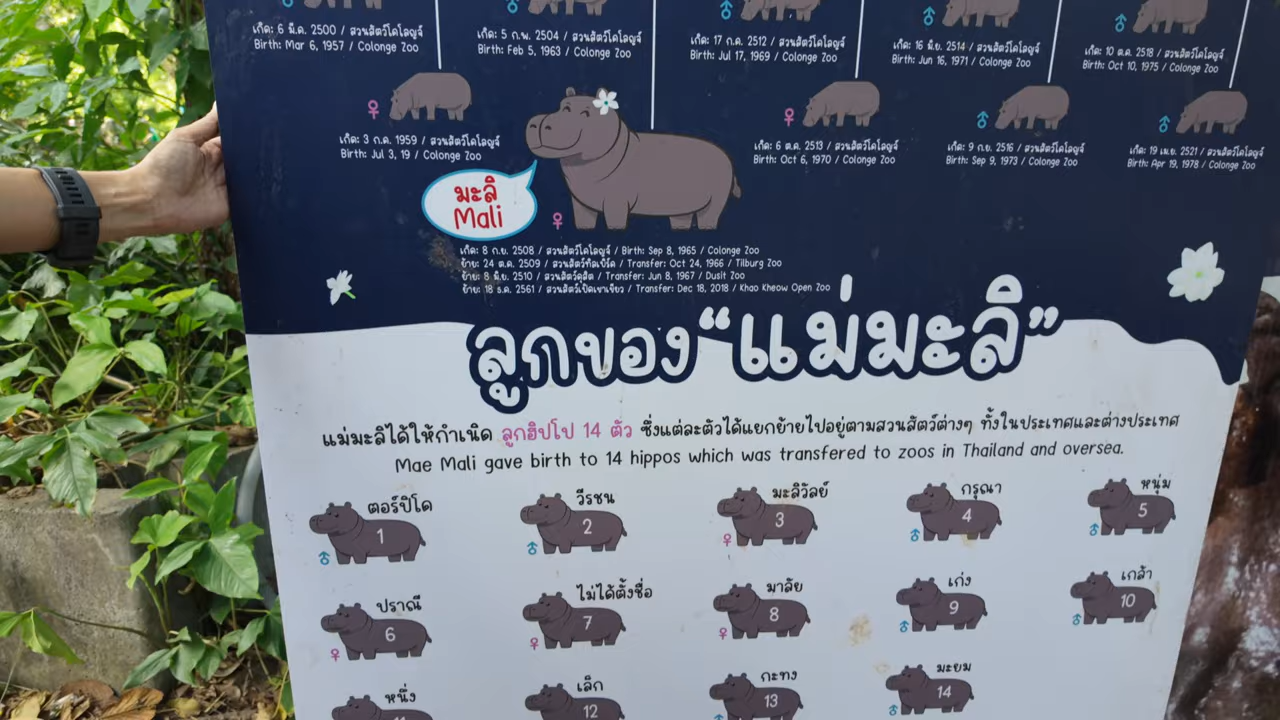 เกิด: 6 มี.ค. 2500 / สวนสัตว์โคโลญจ์
Birth: Mar 6, 1957 / Colonge Zoo
เกิด: 5 ก.พ. 2504 / สวนสัตว์โคโลญจ์
Birth: Feb 5, 1963 / Colonge Zoo
เกิด: 17 ก.ค. 2512 / สวนสัตว์โคโลญจ์
Birth: Jul 17, 1969 / Colonge Zoo
เกิด: 16 มิ.ย. 2514 / สวนสัตว์โคโลญจ์
Birth: Jun 16, 1971 / Colonge Zoo
เกิด: 10 ต.ค. 2518 / สวนสัตว์โคโลญจ์
Birth: Oct 10, 1975 / Colonge Zoo
เกิด: 3 ก.ค. 1959 / สวนสัตว์โคโลญจ์
Birth: Jul 3, 19 / Colonge Zoo
เกิด: 6 ต.ค. 2513 / สวนสัตว์โคโลญจ์
Birth: Oct 6, 1970 / Colonge Zoo
เกิด: 9 ก.ย. 2516 / สวนสัตว์โคโลญจ์
Birth: Sep 9, 1973 / Colonge Zoo
เกิด: 19 เม.ย. 2521 / สวนสัตว์โคโลญจ์
Birth: Apr 19, 1978 / Colonge Zoo
มะลิ
Mali
เกิด: 8 ก.ย. 2508 / สวนสัตว์โคโลญจ์ / Birth: Sep 8, 1965 / Colonge Zoo
ย้าย: 24 ต.ค. 2509 / สวนสัตว์ทิลเบิร์ก / Transfer: Oct 24, 1966 / Tilburg Zoo
ย้าย: 8 มิ.ย. 2510 / สวนสัตว์ดุสิต / Transfer: Jun 8, 1967 / Dusit Zoo
ย้าย: 18 ธ.ค. 2561 / สวนสัตว์เปิดเขาเขียว / Transfer: Dec 18, 2018 / Khao Kheow Open Zoo
ลูกของ“แม่มะลิ”
แม่มะลิได้ให้กำเนิด ลูกฮิปโป 14 ตัว ซึ่งแต่ละตัวได้แยกย้ายไปอยู่ตามสวนสัตว์ต่างๆ ทั้งในประเทศและต่างประเทศ
Mae Mali gave birth to 14 hippos which was transfered to zoos in Thailand and oversea.
ตอร์ปิโด
1
วีรชน
2
มะลิวัลย์
3
กรุณา
4
หนุ่ม
5
ปราณี
6
ไม่ได้ตั้งชื่อ
7
มาลัย
8
เก่ง
9
เกล้า
10
หนึ่ง
11
เล็ก
12
กะทง
13
มะยม
14